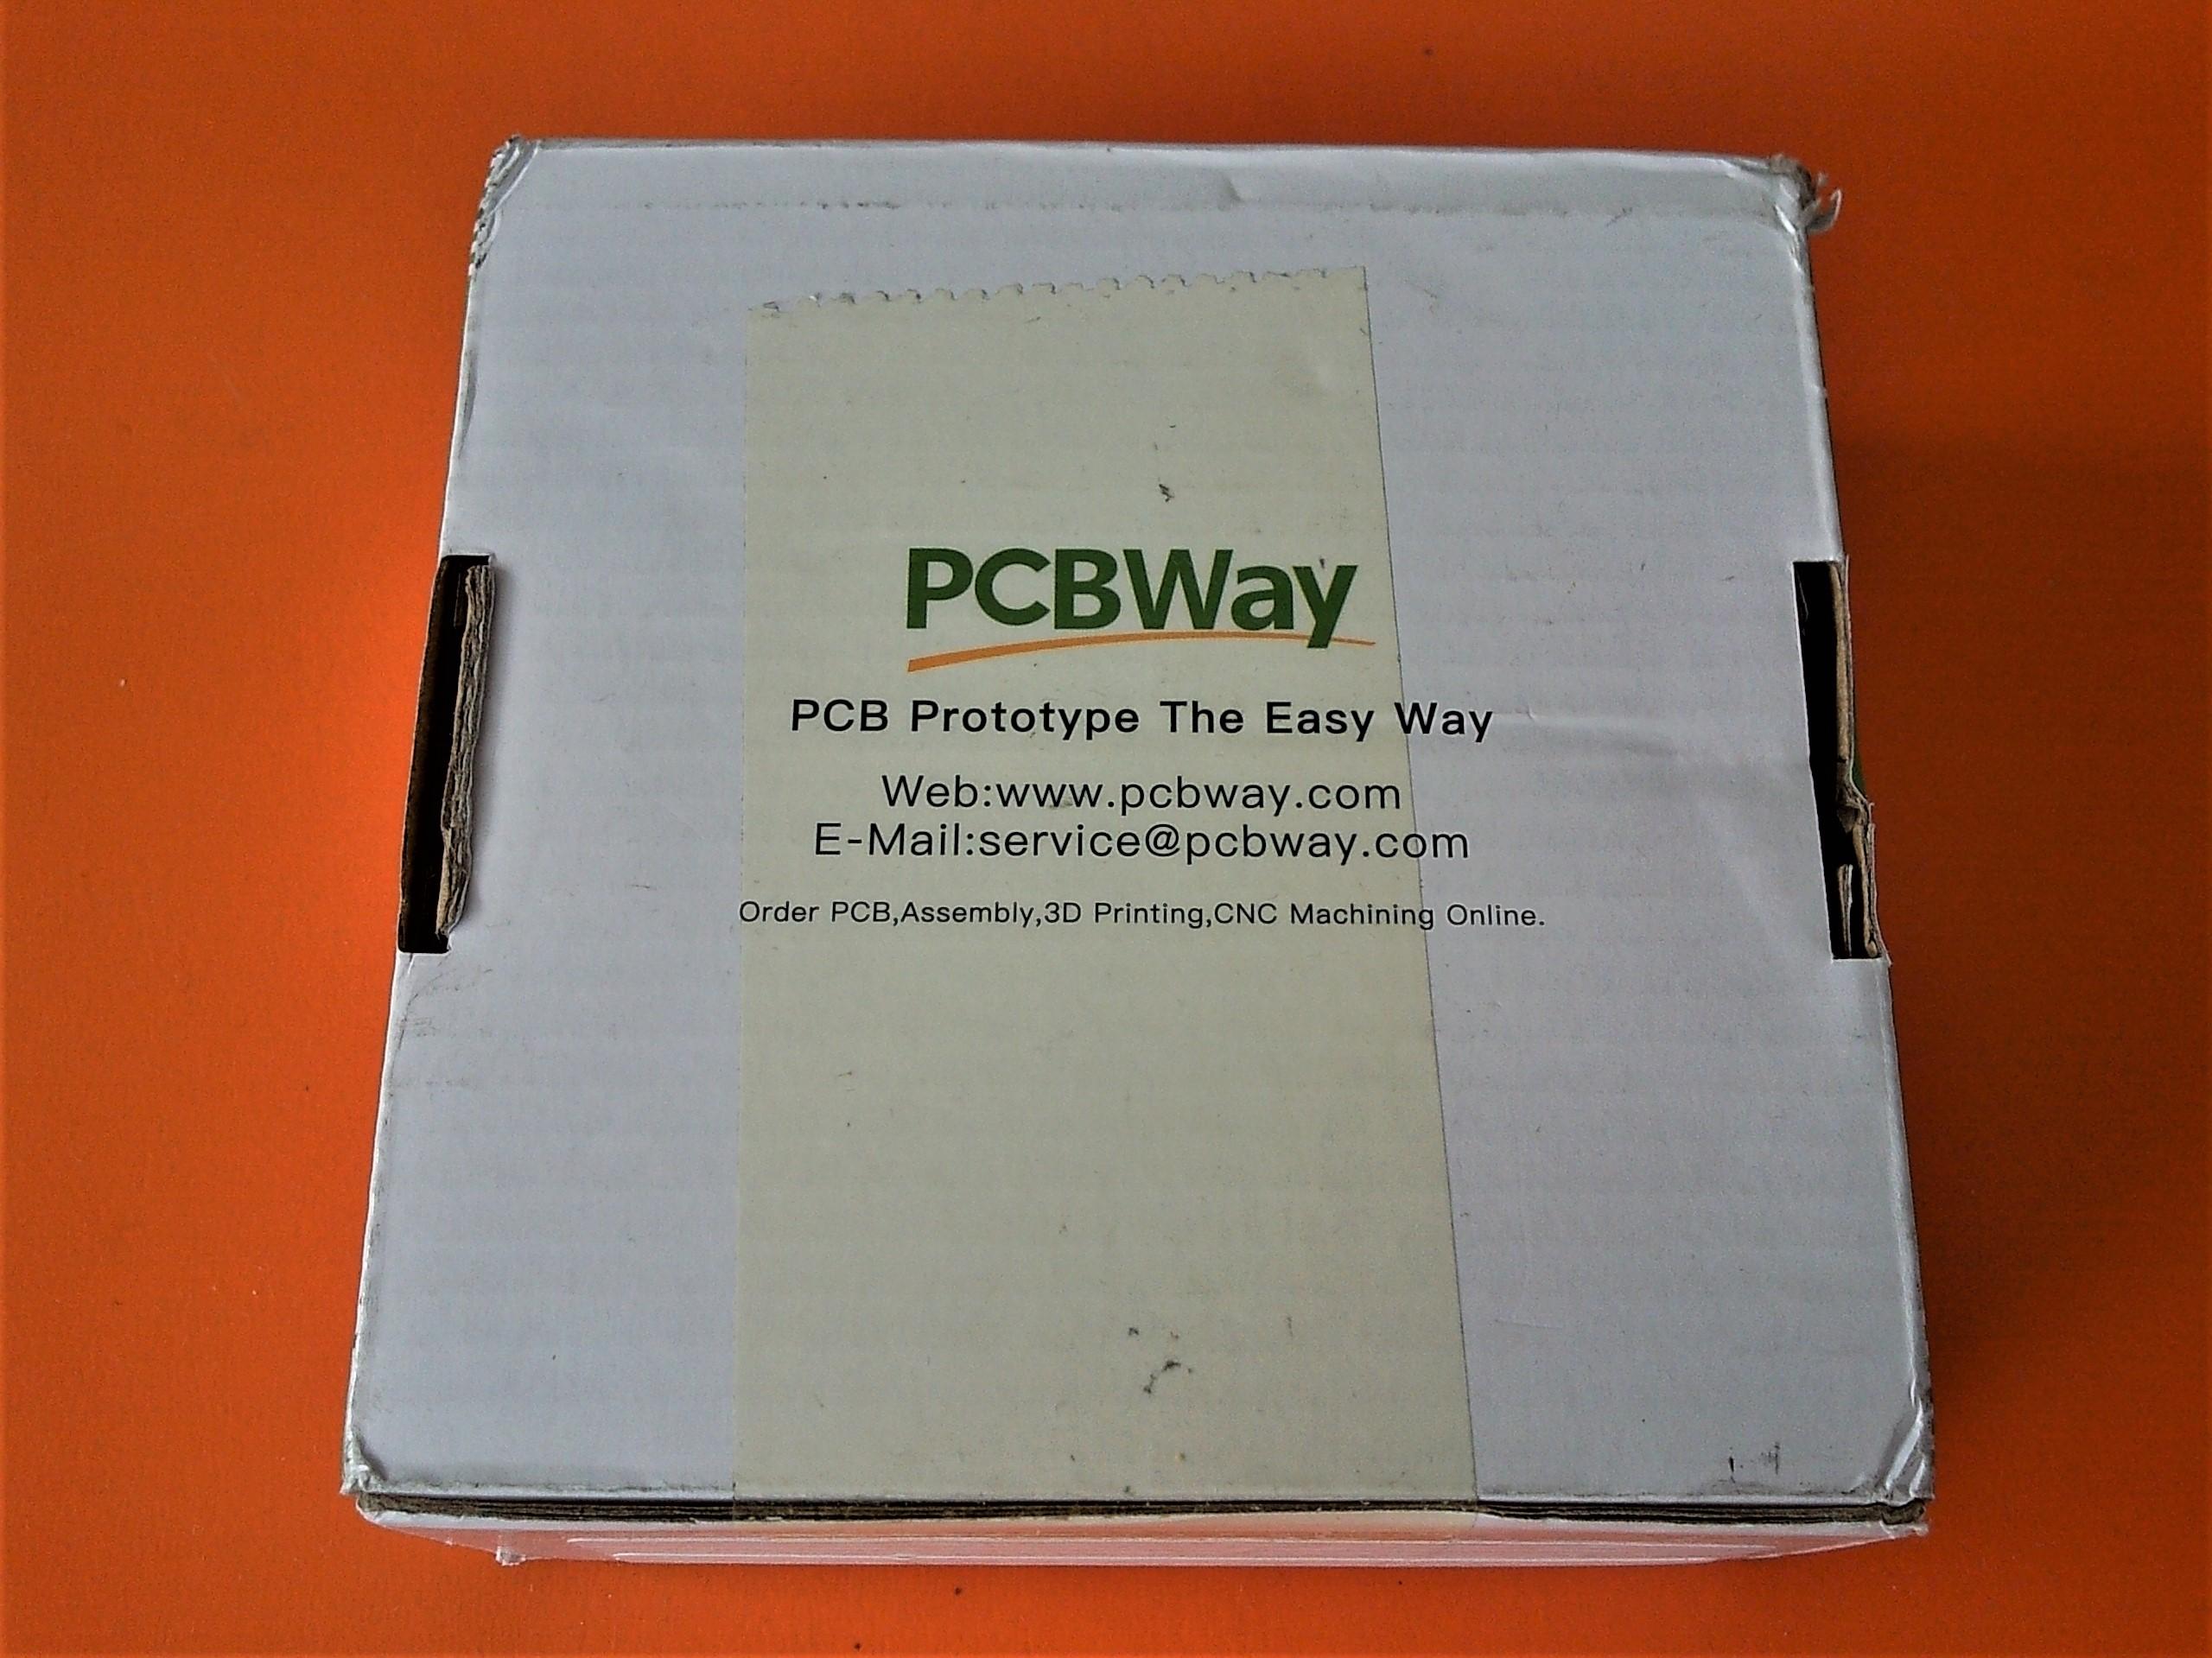 PCBWay
PCB Prototype The Easy Way
Web:www.pcbway.com
E-Mail:service@pcbway.com
Order PCB,Assembly,3D Printing,CNC Machining Online.